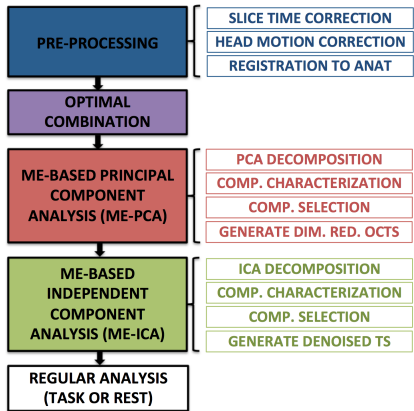 PRE-PROCESSING
SLICE TIME CORRECTION
HEAD MOTION CORRECTION
REGISTRATION TO ANAT
OPTIMAL
COMBINATION
ME-BASED PRINCIPAL
COMPONENT
ANALYSIS (ME-PCA)
PCA DECOMPOSITION
COMP. CHARACTERIZATION
COMP. SELECTION
GENERATE DIM. RED. OCTS
ME-BASED
INDEPENDENT
COMPONENT
ANALYSIS (ME-ICA)
ICA DECOMPOSITION
COMP. CHARACTERIZATION
COMP. SELECTION
GENERATE DENOISED TS
REGULAR ANALYSIS
(TASK OR REST)